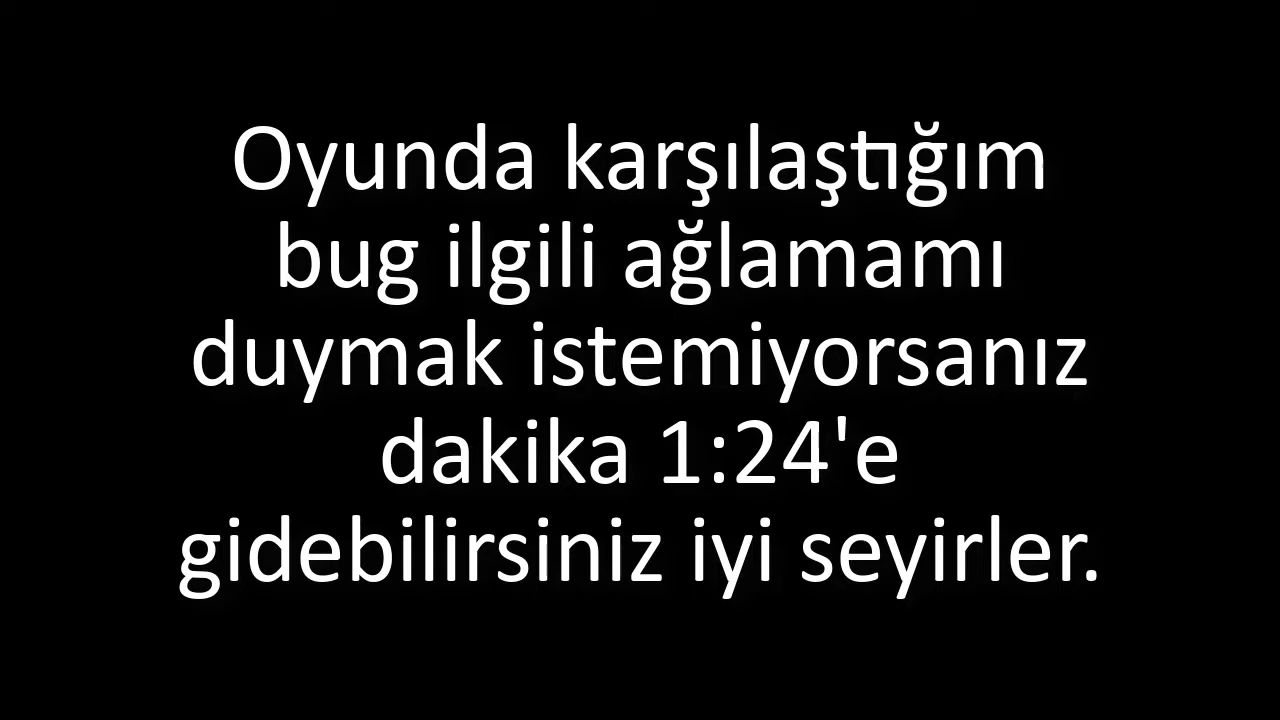 Oyunda karşılaştığım
bug ilgili ağlamamı
duymak istemiyorsanız
dakika 1:24'e
gidebilirsiniz iyi seyirler.